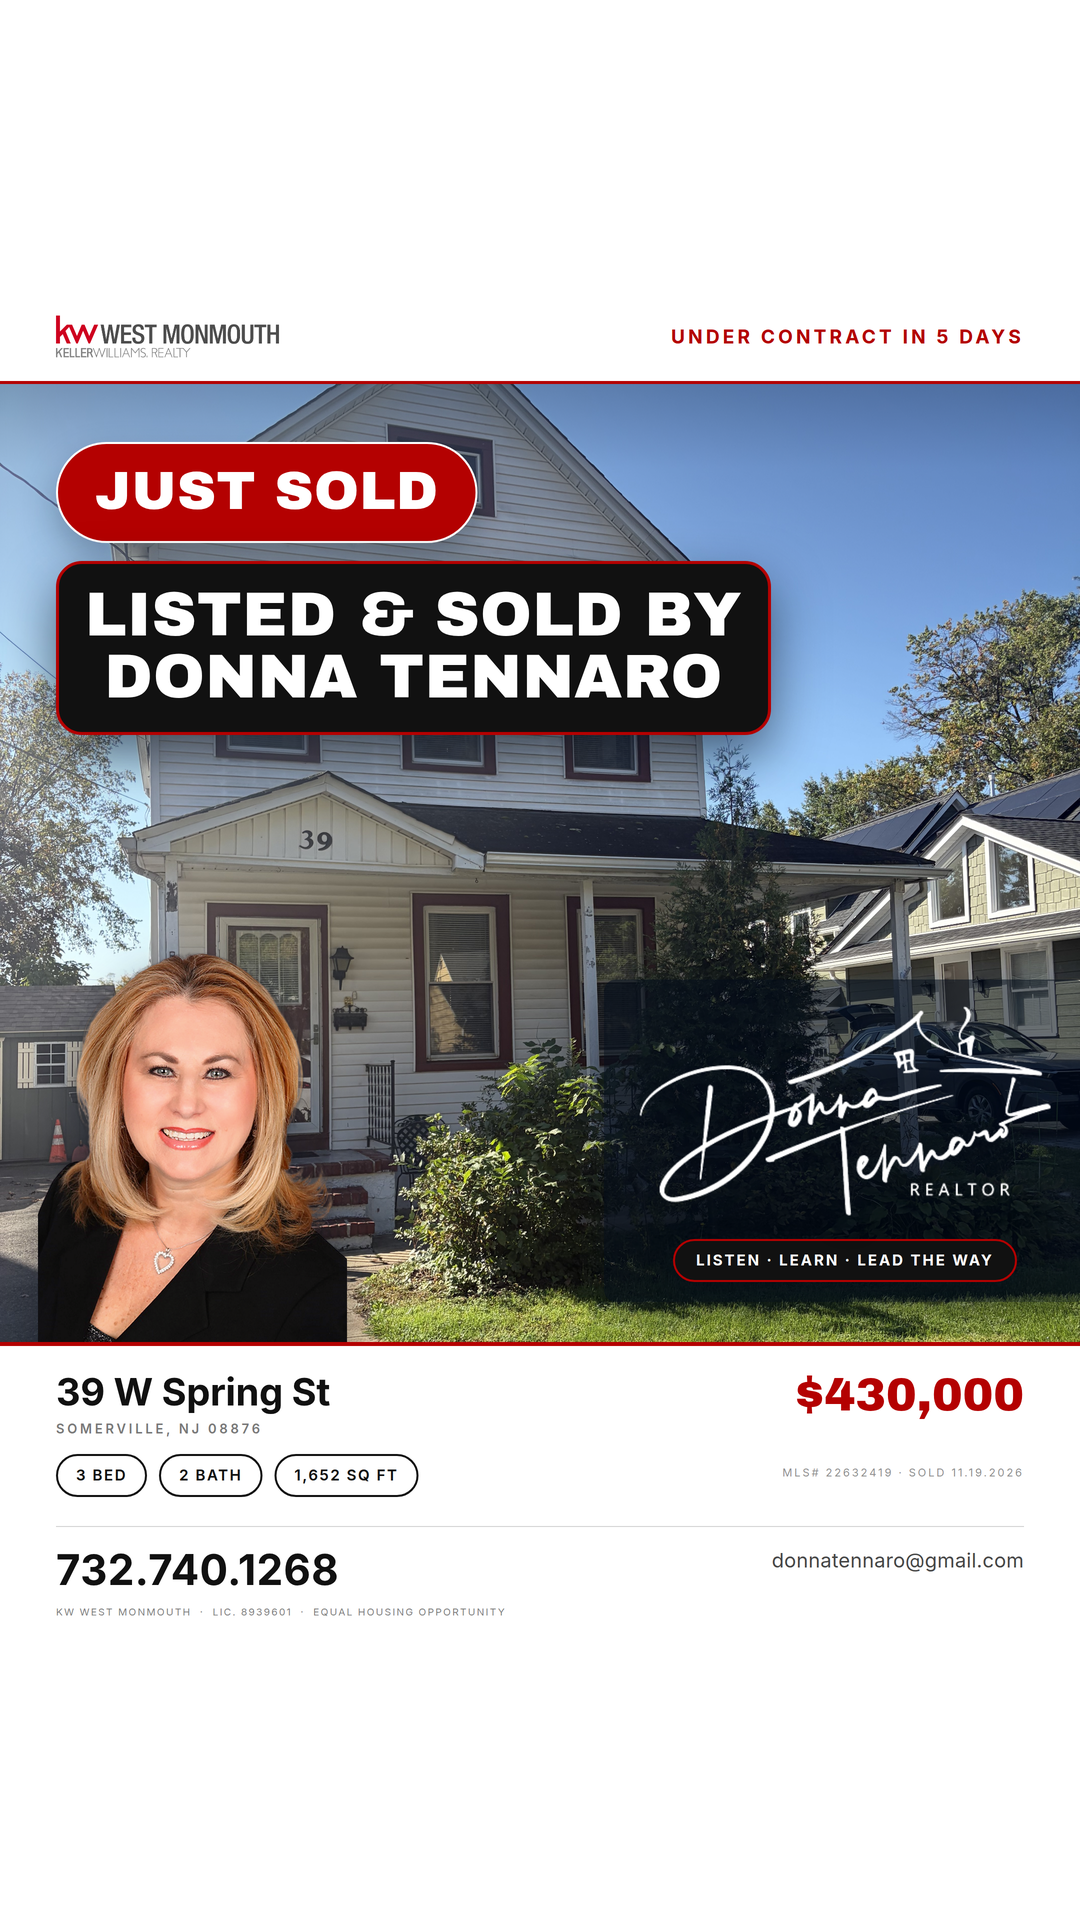 kw WEST MONMOUTH
KELLERWILLIAMS. REALTY
UNDER CONTRACT IN 5 DAYS
JUST SOLD
LISTED & SOLD BY
DONNA TENNARO
39
Donna
Tennaro
REALTOR
LISTEN · LEARN · LEAD THE WAY
39 W Spring St
$430,000
SOMERVILLE, NJ 08876
3 BED
2 BATH
1,652 SQ FT
MLS# 22632419 · SOLD 11.19.2026
732.740.1268
donnatennaro@gmail.com
KW WEST MONMOUTH · LIC. 8939601 · EQUAL HOUSING OPPORTUNITY